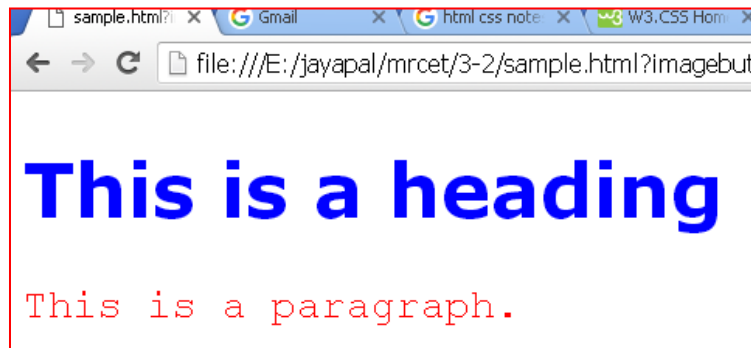 sample.html?i Gmail html css note W3.CSS Hom
file:///E:/jayapal/mrcet/3-2/sample.html?imagebut
This is a heading
This is a paragraph.